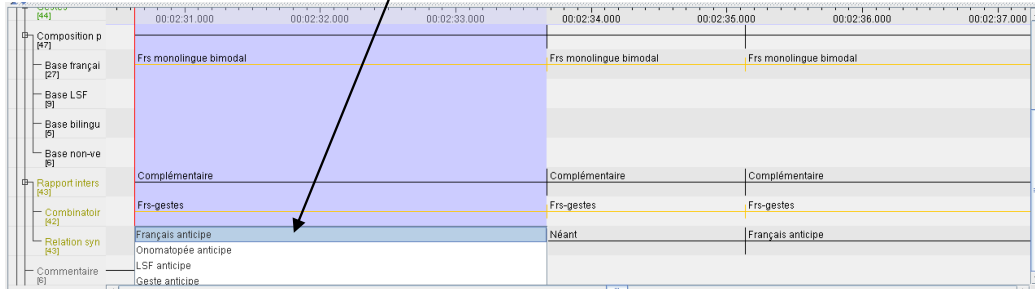 Gestes
[44]
00:02:31.000 00:02:32.000 00:02:33.000 00:02:34.000 00:02:35.000 00:02:36.000 00:02:37.000
Composition p
[47]
Base françai
[27]
Frs monolingue bimodal Frs monolingue bimodal Frs monolingue bimodal
Base LSF
[9]
Base bilingu
[5]
Base non-ve
[6]
Rapport inters
[43]
Complémentaire Complémentaire Complémentaire
Combinatoir
[42]
Frs-gestes Frs-gestes Frs-gestes
Relation syn
[43]
Français anticipe Néant Français anticipe
Onomatopée anticipe
Commentaire
[6]
LSF anticipe
Geste anticipe